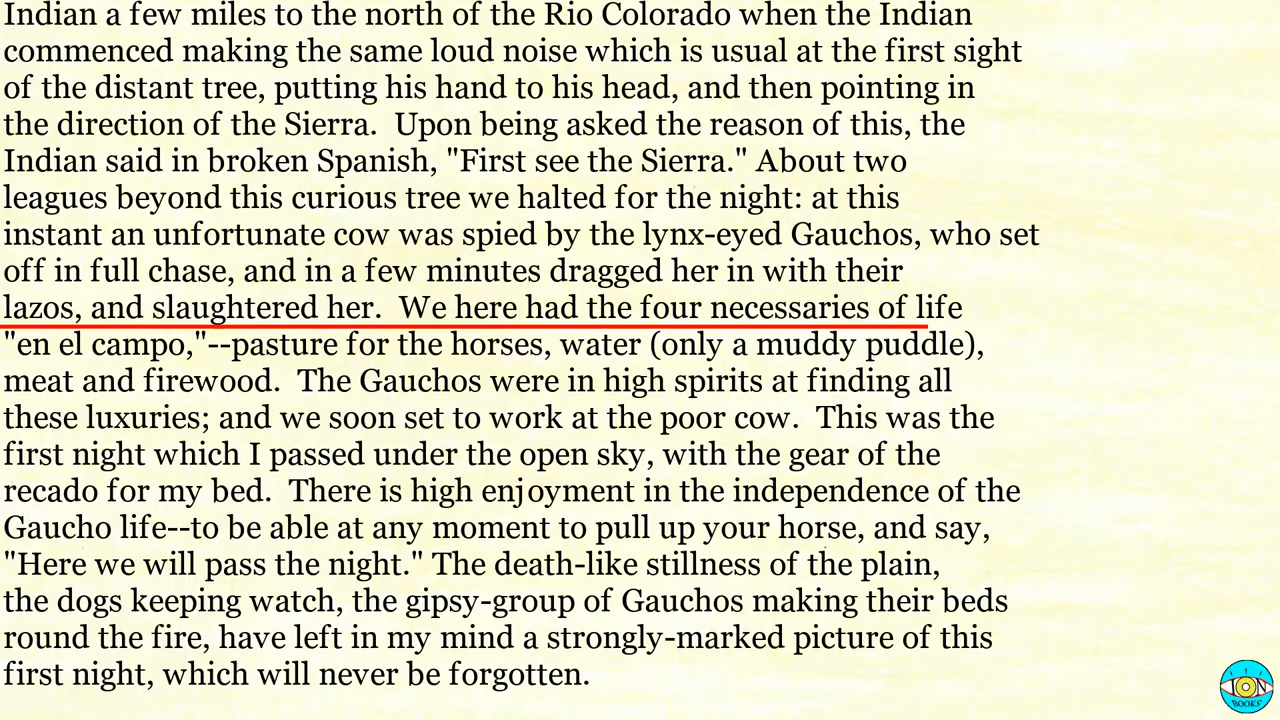 Indian a few miles to the north of the Rio Colorado when the Indian
commenced making the same loud noise which is usual at the first sight
of the distant tree, putting his hand to his head, and then pointing in
the direction of the Sierra.  Upon being asked the reason of this, the
Indian said in broken Spanish, "First see the Sierra." About two
leagues beyond this curious tree we halted for the night: at this
instant an unfortunate cow was spied by the lynx-eyed Gauchos, who set
off in full chase, and in a few minutes dragged her in with their
lazos, and slaughtered her.  We here had the four necessaries of life
"en el campo,"--pasture for the horses, water (only a muddy puddle),
meat and firewood.  The Gauchos were in high spirits at finding all
these luxuries; and we soon set to work at the poor cow.  This was the
first night which I passed under the open sky, with the gear of the
recado for my bed.  There is high enjoyment in the independence of the
Gaucho life--to be able at any moment to pull up your horse, and say,
"Here we will pass the night." The death-like stillness of the plain,
the dogs keeping watch, the gipsy-group of Gauchos making their beds
round the fire, have left in my mind a strongly-marked picture of this
first night, which will never be forgotten.
ION
BOOKS